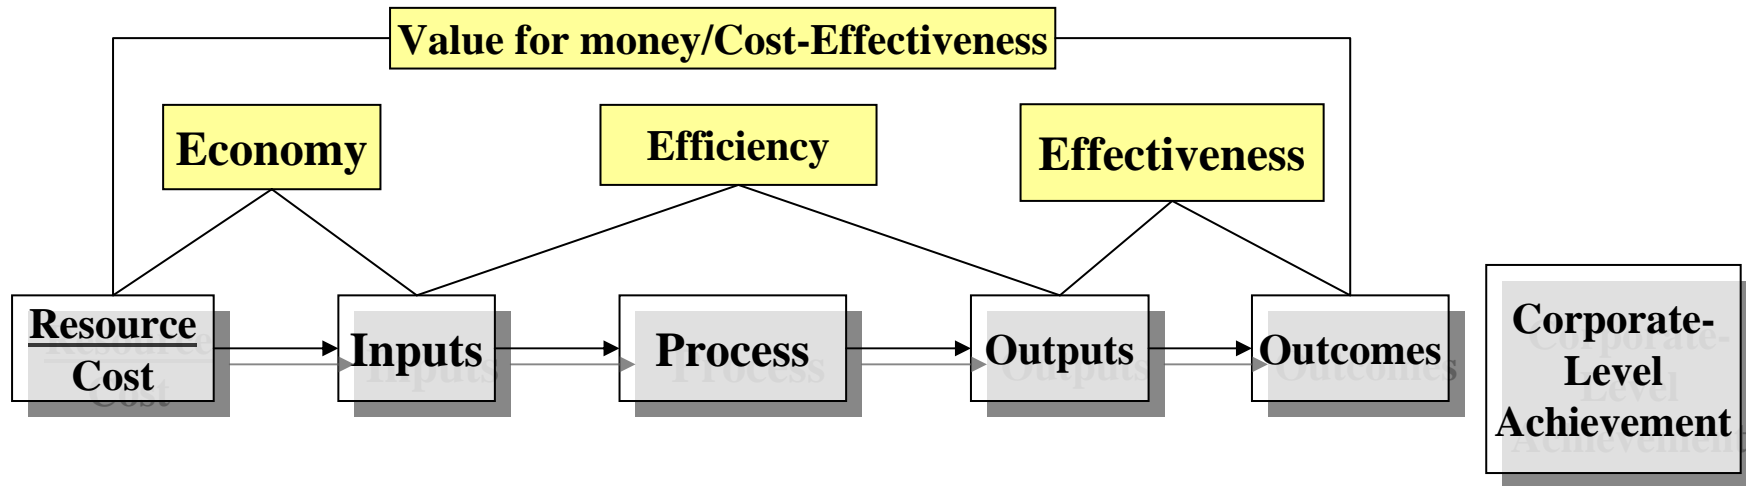 Value for money/Cost-Effectiveness
Economy
Efficiency
Effectiveness
Resource
Cost
Inputs
Process
Outputs
Outcomes
Corporate-
Level
Achievement